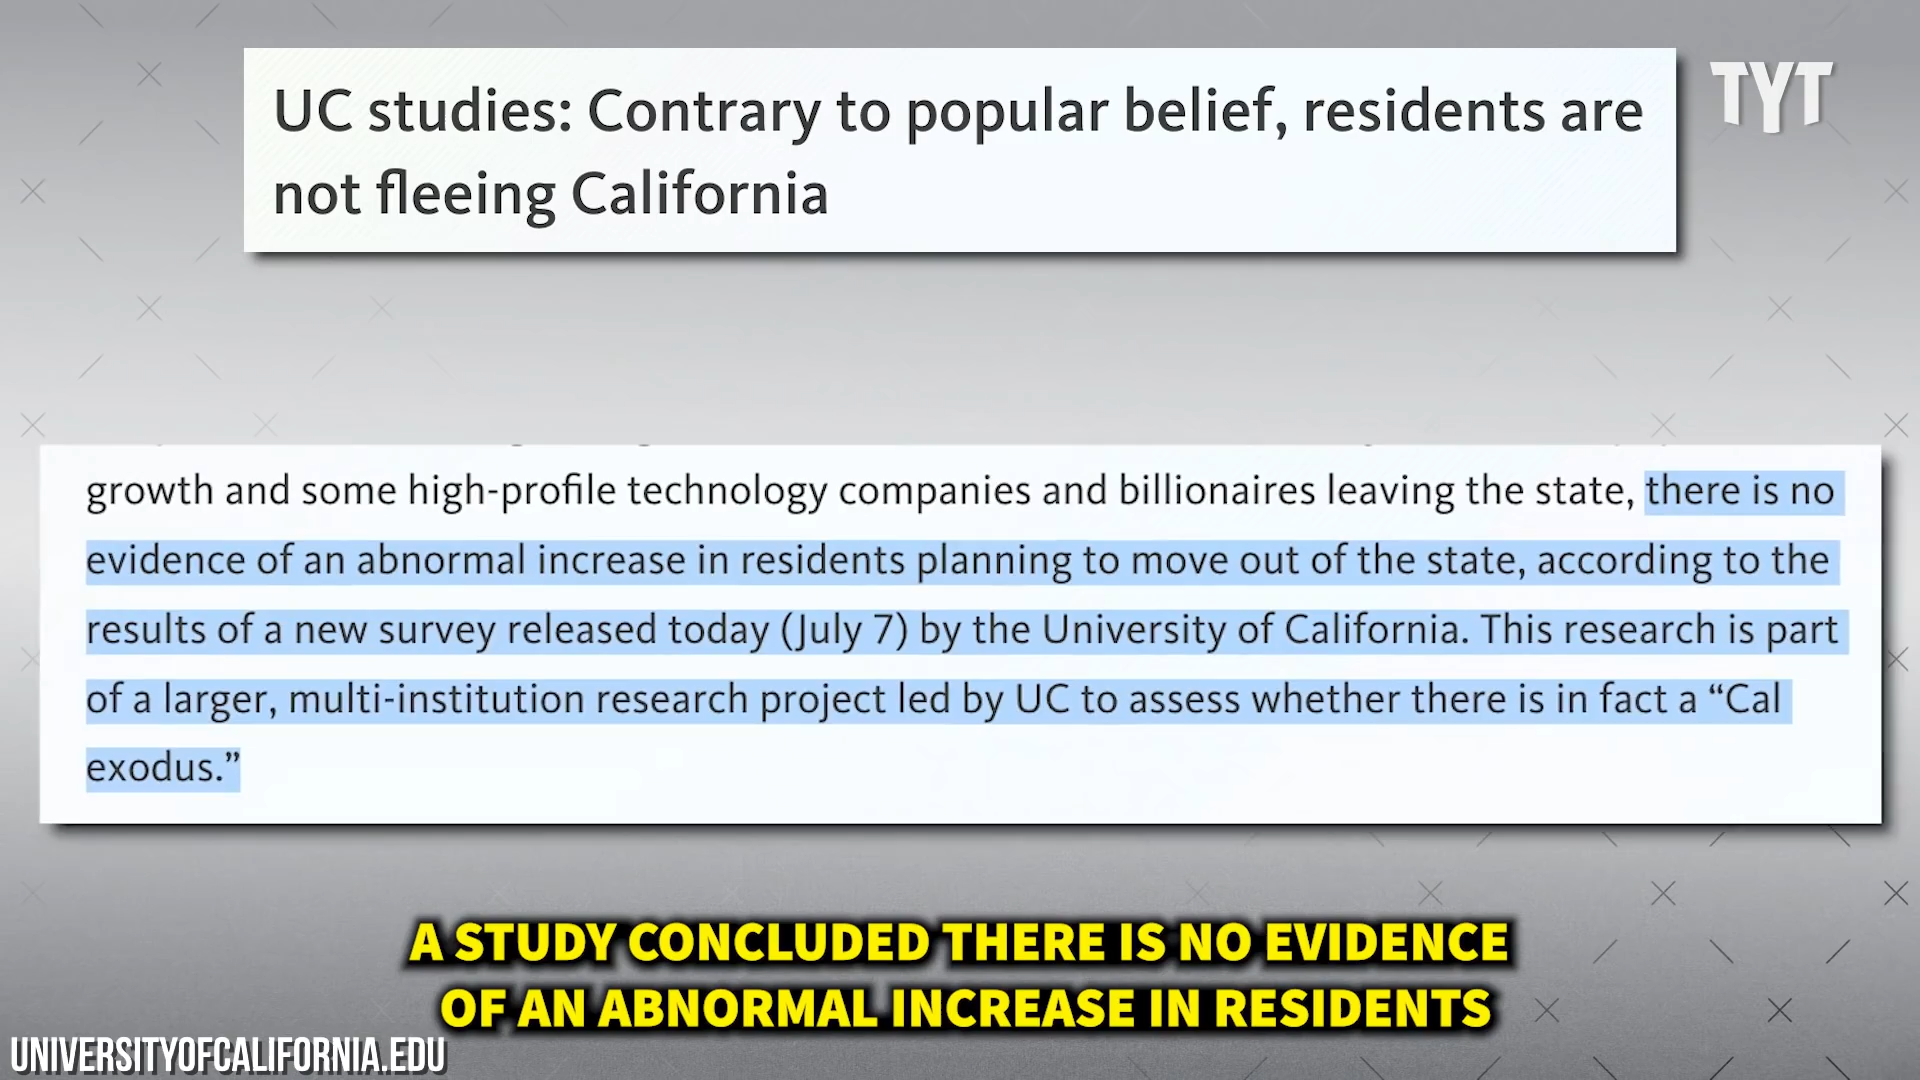 UC studies: Contrary to popular belief, residents are
not fleeing California
TYT
growth and some high-profile technology companies and billionaires leaving the state, there is no
evidence of an abnormal increase in residents planning to move out of the state, according to the
results of a new survey released today (July 7) by the University of California. This research is part
of a larger, multi-institution research project led by UC to assess whether there is in fact a “Cal
exodus.”
A STUDY CONCLUDED THERE IS NO EVIDENCE
OF AN ABNORMAL INCREASE IN RESIDENTS
UNIVERSITYOFCALIFORNIA.EDU